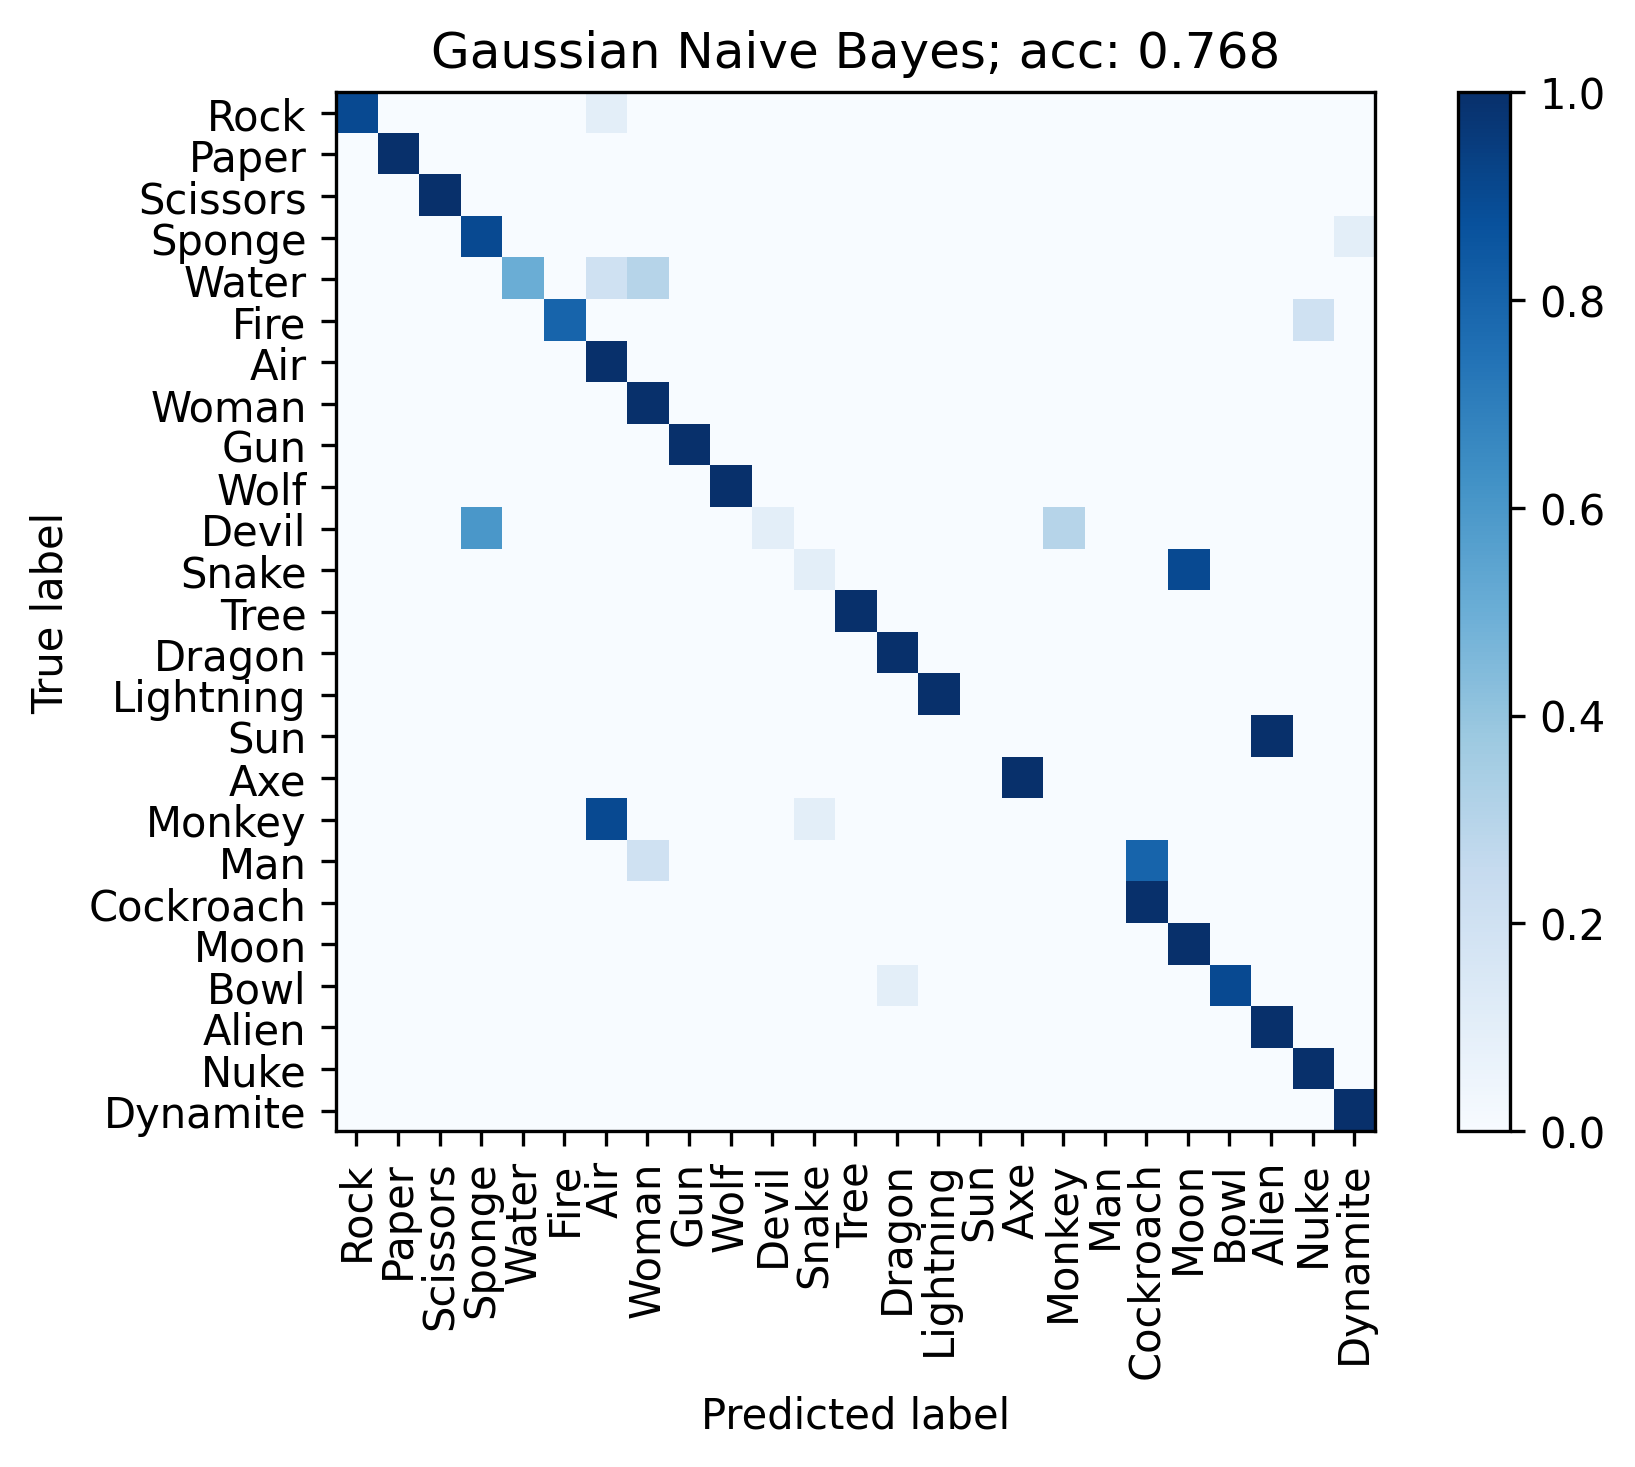 Gaussian Naive Bayes; acc: 0.768
True label
Rock
Paper
Scissors
Sponge
Water
Fire
Air
Woman
Gun
Wolf
Devil
Snake
Tree
Dragon
Lightning
Sun
Axe
Monkey
Man
Cockroach
Moon
Bowl
Alien
Nuke
Dynamite
Rock
Paper
Scissors
Sponge
Water
Fire
Air
Woman
Gun
Wolf
Devil
Snake
Tree
Dragon
Lightning
Sun
Axe
Monkey
Man
Cockroach
Moon
Bowl
Alien
Nuke
Dynamite
Predicted label
1.0
0.8
0.6
0.4
0.2
0.0